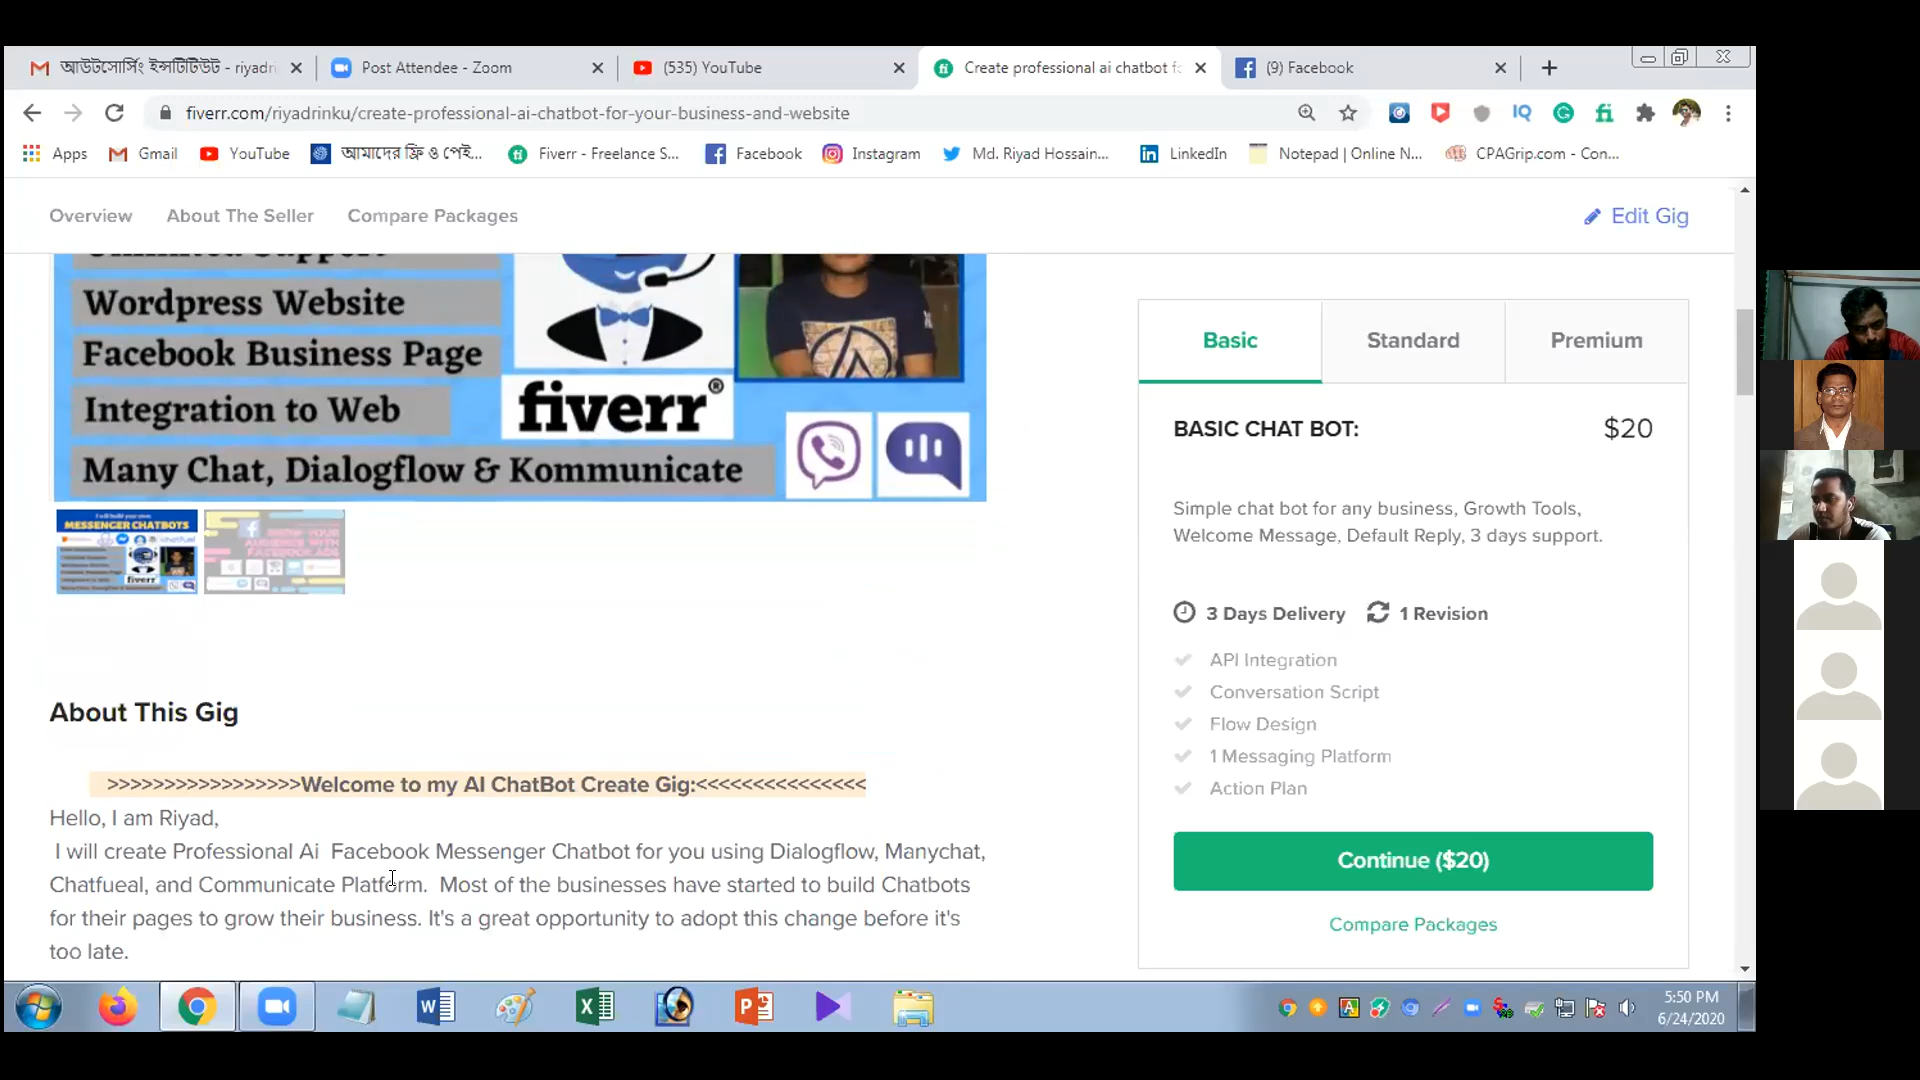 আউটসোর্সিং ইন্সটিটিউট - riyadri
Post Attendee - Zoom
(535) YouTube
Create professional ai chatbot fo
(9) Facebook
fiverr.com/riyadrinku/create-professional-ai-chatbot-for-your-business-and-website
Apps
Gmail
YouTube
আমাদের ফ্রি ও পেই...
Fiverr - Freelance S...
Facebook
Instagram
Md. Riyad Hossain...
LinkedIn
Notepad | Online N...
CPAGrip.com - Con...
Overview
About The Seller
Compare Packages
Edit Gig
Unlimited Support
Wordpress Website
Facebook Business Page
Integration to Web
Many Chat, Dialogflow & Kommunicate
fiverr®
MESSENGER CHATBOTS
fiverr
Basic
Standard
Premium
BASIC CHAT BOT:
$20
Simple chat bot for any business, Growth Tools,
Welcome Message, Default Reply, 3 days support.
3 Days Delivery
1 Revision
API Integration
Conversation Script
Flow Design
1 Messaging Platform
Action Plan
Continue ($20)
Compare Packages
About This Gig
>>>>>>>>>>>>>>>>>Welcome to my AI ChatBot Create Gig:<<<<<<<<<<<<<<<
Hello, I am Riyad,
I will create Professional Ai Facebook Messenger Chatbot for you using Dialogflow, Manychat,
Chatfueal, and Communicate Platform. Most of the businesses have started to build Chatbots
for their pages to grow their business. It's a great opportunity to adopt this change before it's
too late.
5:50 PM
6/24/2020